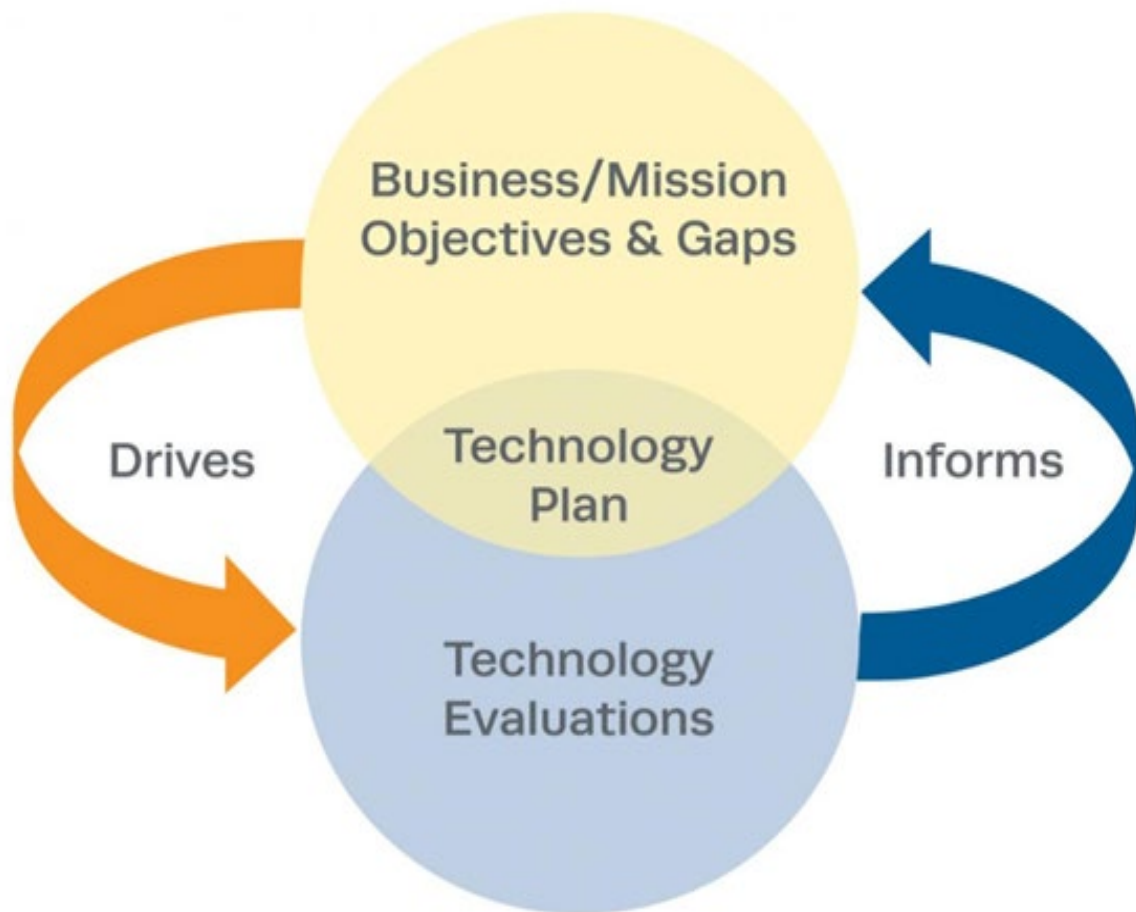 Business/Mission
Objectives & Gaps
Drives
Technology
Plan
Informs
Technology
Evaluations